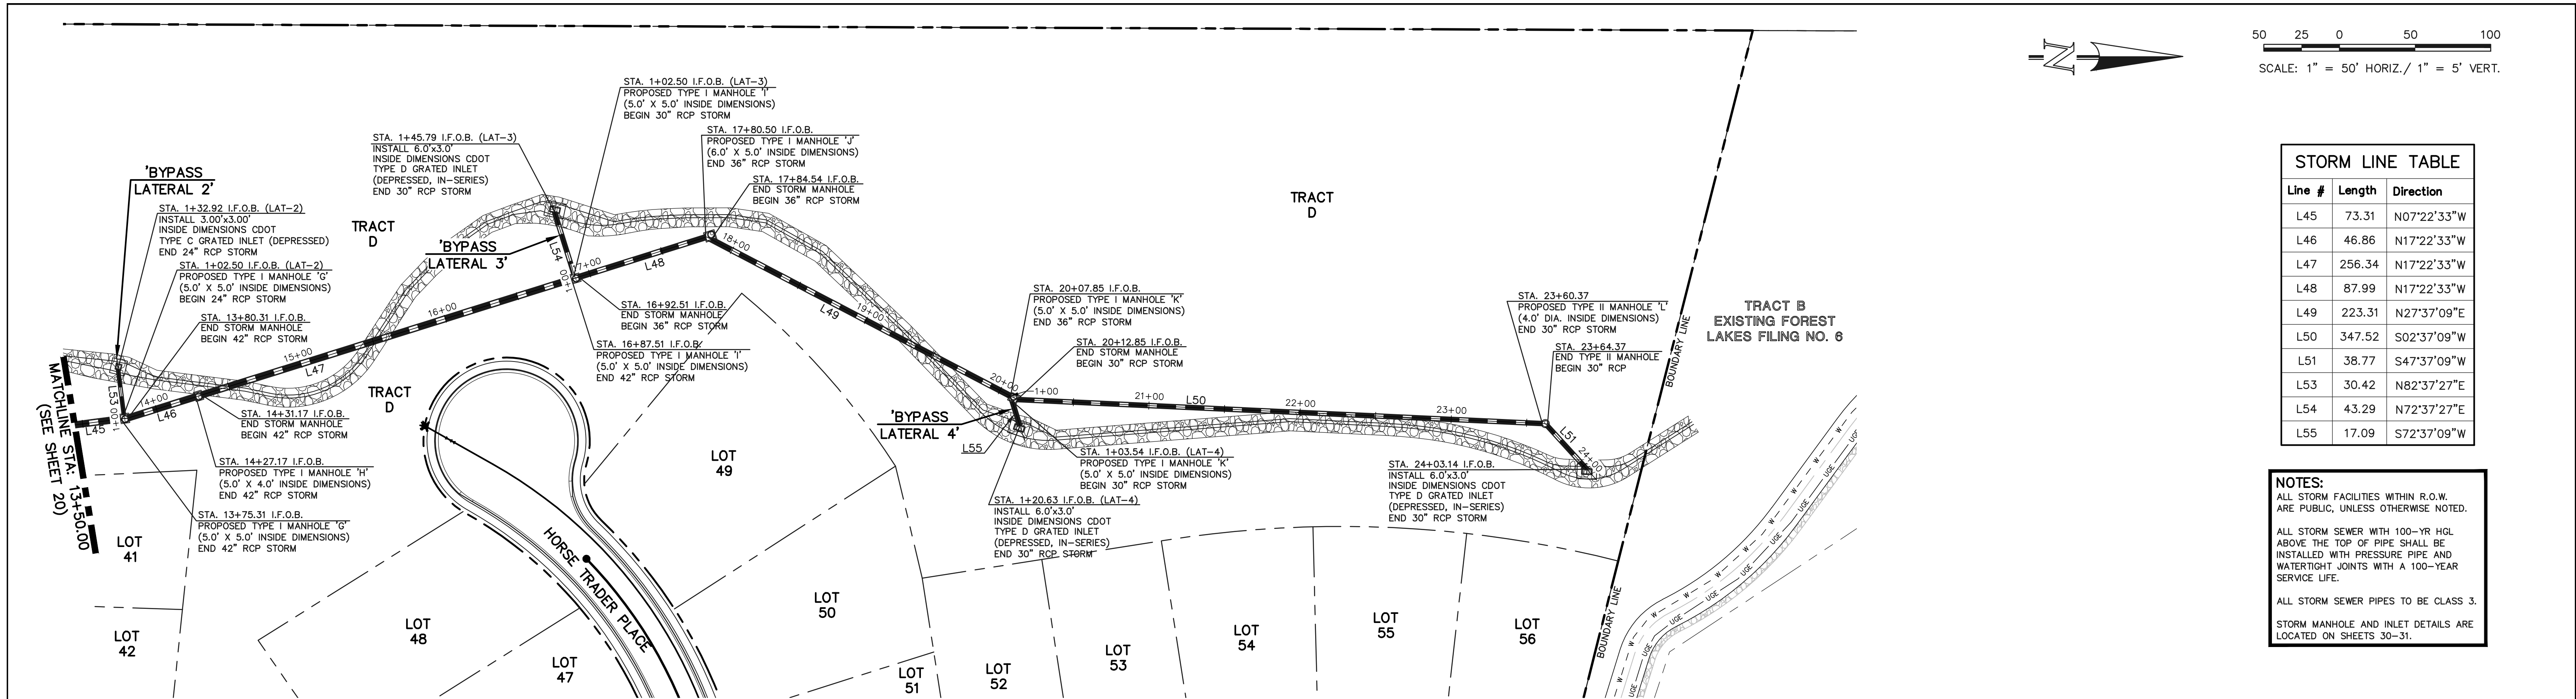 50 25 0 50 100
SCALE: 1" = 50' HORIZ./ 1" = 5' VERT.
N
STA. 1+02.50 I.F.O.B. (LAT-3)
PROPOSED TYPE I MANHOLE 'I'
(5.0' X 5.0' INSIDE DIMENSIONS)
BEGIN 30" RCP STORM
STA. 1+45.79 I.F.O.B. (LAT-3)
INSTALL 6.0'x3.0'
INSIDE DIMENSIONS CDOT
TYPE D GRATED INLET
(DEPRESSED, IN-SERIES)
END 30" RCP STORM
STA. 17+80.50 I.F.O.B.
PROPOSED TYPE I MANHOLE 'J'
(6.0' X 5.0' INSIDE DIMENSIONS)
END 36" RCP STORM
STA. 17+84.54 I.F.O.B.
END STORM MANHOLE
BEGIN 36" RCP STORM
'BYPASS
LATERAL 2'
STA. 1+32.92 I.F.O.B. (LAT-2)
INSTALL 3.00'x3.00'
INSIDE DIMENSIONS CDOT
TYPE C GRATED INLET (DEPRESSED)
END 24" RCP STORM
STA. 1+02.50 I.F.O.B. (LAT-2)
PROPOSED TYPE I MANHOLE 'G'
(5.0' X 5.0' INSIDE DIMENSIONS)
BEGIN 24" RCP STORM
STA. 13+80.31 I.F.O.B.
END STORM MANHOLE
BEGIN 42" RCP STORM
TRACT
D
'BYPASS
LATERAL 3'
L54
1+00
17+00
L48
18+00
16+00
15+00
L47
14+00
L46
L53
1+00
L45
MATCHLINE STA: 13+50.00
(SEE SHEET 20)
STA. 16+92.51 I.F.O.B.
END STORM MANHOLE
BEGIN 36" RCP STORM
STA. 16+87.51 I.F.O.B.
PROPOSED TYPE I MANHOLE 'I'
(5.0' X 5.0' INSIDE DIMENSIONS)
END 42" RCP STORM
TRACT
D
STA. 14+31.17 I.F.O.B.
END STORM MANHOLE
BEGIN 42" RCP STORM
STA. 14+27.17 I.F.O.B.
PROPOSED TYPE I MANHOLE 'H'
(5.0' X 4.0' INSIDE DIMENSIONS)
END 42" RCP STORM
STA. 13+75.31 I.F.O.B.
PROPOSED TYPE I MANHOLE 'G'
(5.0' X 5.0' INSIDE DIMENSIONS)
END 42" RCP STORM
LOT
41
LOT
42
LOT
48
LOT
47
HORSE TRADER PLACE
LOT
49
LOT
50
LOT
51
LOT
52
LOT
53
LOT
54
LOT
55
LOT
56
TRACT
D
L49
19+00
20+00
1+00
STA. 20+07.85 I.F.O.B.
PROPOSED TYPE I MANHOLE 'K'
(5.0' X 5.0' INSIDE DIMENSIONS)
END 36" RCP STORM
STA. 20+12.85 I.F.O.B.
END STORM MANHOLE
BEGIN 30" RCP STORM
'BYPASS
LATERAL 4'
L55
21+00
L50
22+00
23+00
STA. 1+03.54 I.F.O.B. (LAT-4)
PROPOSED TYPE I MANHOLE 'K'
(5.0' X 5.0' INSIDE DIMENSIONS)
BEGIN 30" RCP STORM
STA. 1+20.63 I.F.O.B. (LAT-4)
INSTALL 6.0'x3.0'
INSIDE DIMENSIONS CDOT
TYPE D GRATED INLET
(DEPRESSED, IN-SERIES)
END 30" RCP STORM
STA. 23+60.37
PROPOSED TYPE II MANHOLE 'L'
(4.0' DIA. INSIDE DIMENSIONS)
END 30" RCP STORM
STA. 23+64.37
END TYPE II MANHOLE
BEGIN 30" RCP
L51
24+00
STA. 24+03.14 I.F.O.B.
INSTALL 6.0'x3.0'
INSIDE DIMENSIONS CDOT
TYPE D GRATED INLET
(DEPRESSED, IN-SERIES)
END 30" RCP STORM
BOUNDARY LINE
BOUNDARY LINE
TRACT B
EXISTING FOREST
LAKES FILING NO. 6
W W W W W W W W
UGE UGE UGE UGE UGE UGE
STORM LINE TABLE
Line # Length Direction
L45 73.31 N07°22'33"W
L46 46.86 N17°22'33"W
L47 256.34 N17°22'33"W
L48 87.99 N17°22'33"W
L49 223.31 N27°37'09"E
L50 347.52 S02°37'09"W
L51 38.77 S47°37'09"W
L53 30.42 N82°37'27"E
L54 43.29 N72°37'27"E
L55 17.09 S72°37'09"W
NOTES:
ALL STORM FACILITIES WITHIN R.O.W.
ARE PUBLIC, UNLESS OTHERWISE NOTED.
ALL STORM SEWER WITH 100-YR HGL
ABOVE THE TOP OF PIPE SHALL BE
INSTALLED WITH PRESSURE PIPE AND
WATERTIGHT JOINTS WITH A 100-YEAR
SERVICE LIFE.
ALL STORM SEWER PIPES TO BE CLASS 3.
STORM MANHOLE AND INLET DETAILS ARE
LOCATED ON SHEETS 30-31.